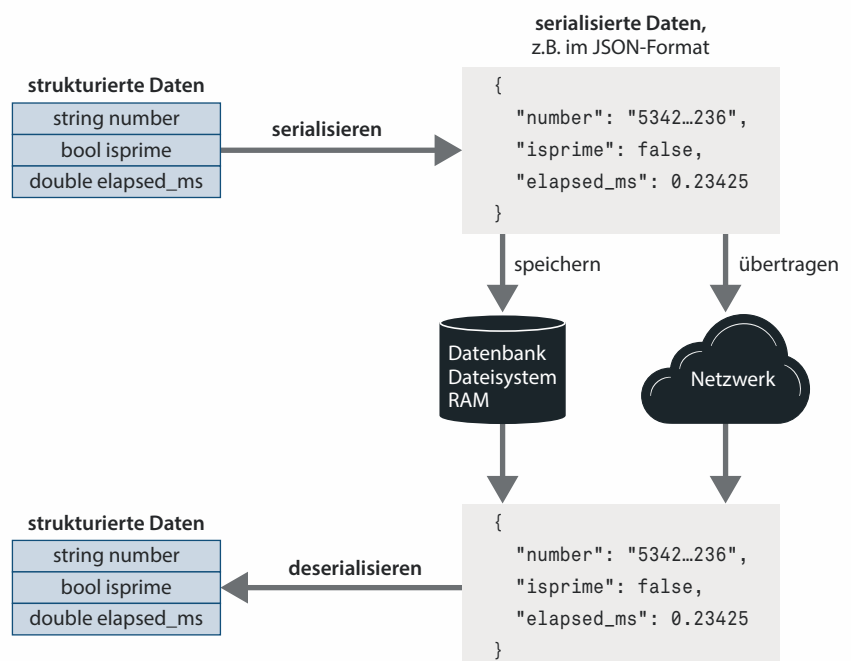 serialisierte Daten,
z.B. im JSON-Format
strukturierte Daten
string number
bool isprime
double elapsed_ms
serialisieren
{
"number": "5342…236",
"isprime": false,
"elapsed_ms": 0.23425
}
speichern
übertragen
Datenbank
Dateisystem
RAM
Netzwerk
strukturierte Daten
string number
bool isprime
double elapsed_ms
deserialisieren
{
"number": "5342…236",
"isprime": false,
"elapsed_ms": 0.23425
}